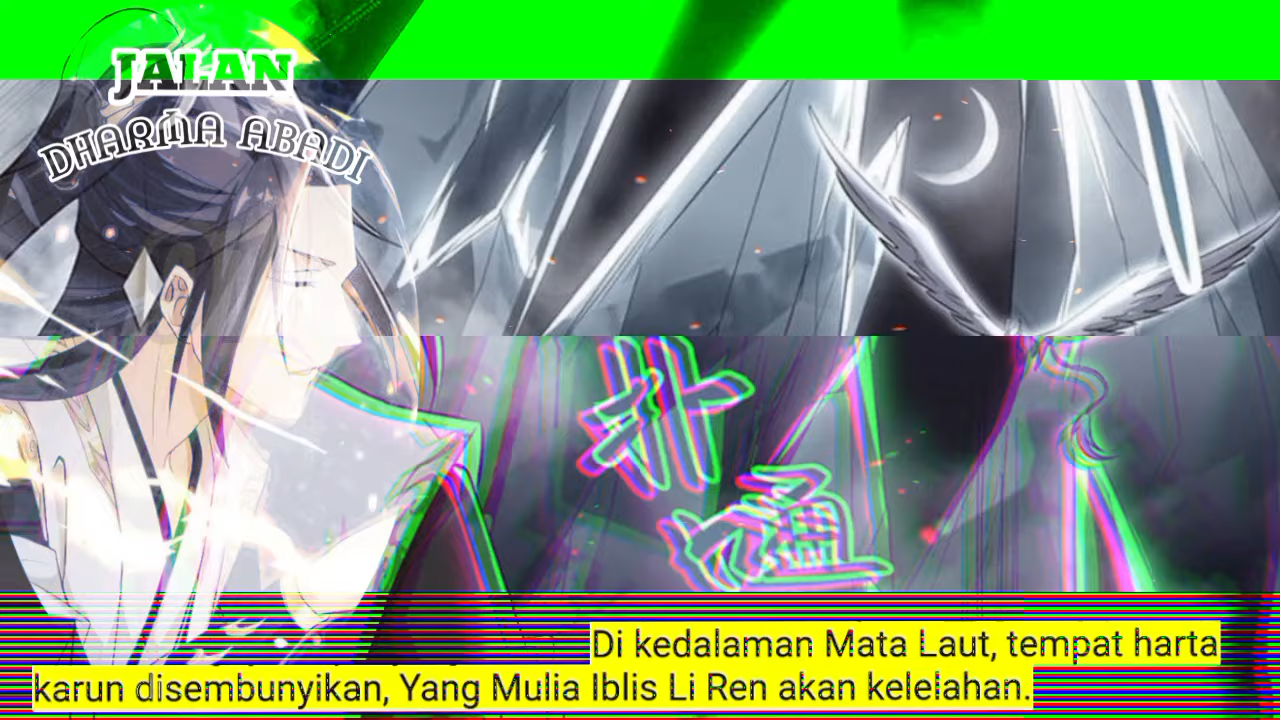 JALAN
DHARMA ABADI
Di kedalaman Mata Laut, tempat harta
karun disembunyikan, Yang Mulia Iblis Li Ren akan kelelahan.